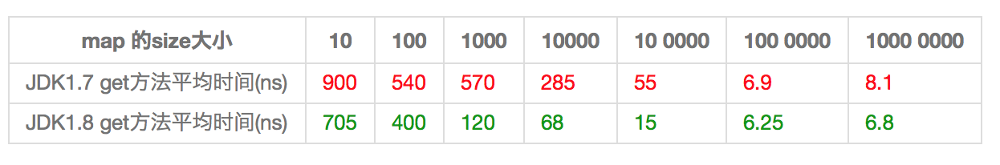 map 的size大小 10 100 1000 10000 10 0000 100 0000 1000 0000
JDK1.7 get方法平均时间(ns) 900 540 570 285 55 6.9 8.1
JDK1.8 get方法平均时间(ns) 705 400 120 68 15 6.25 6.8